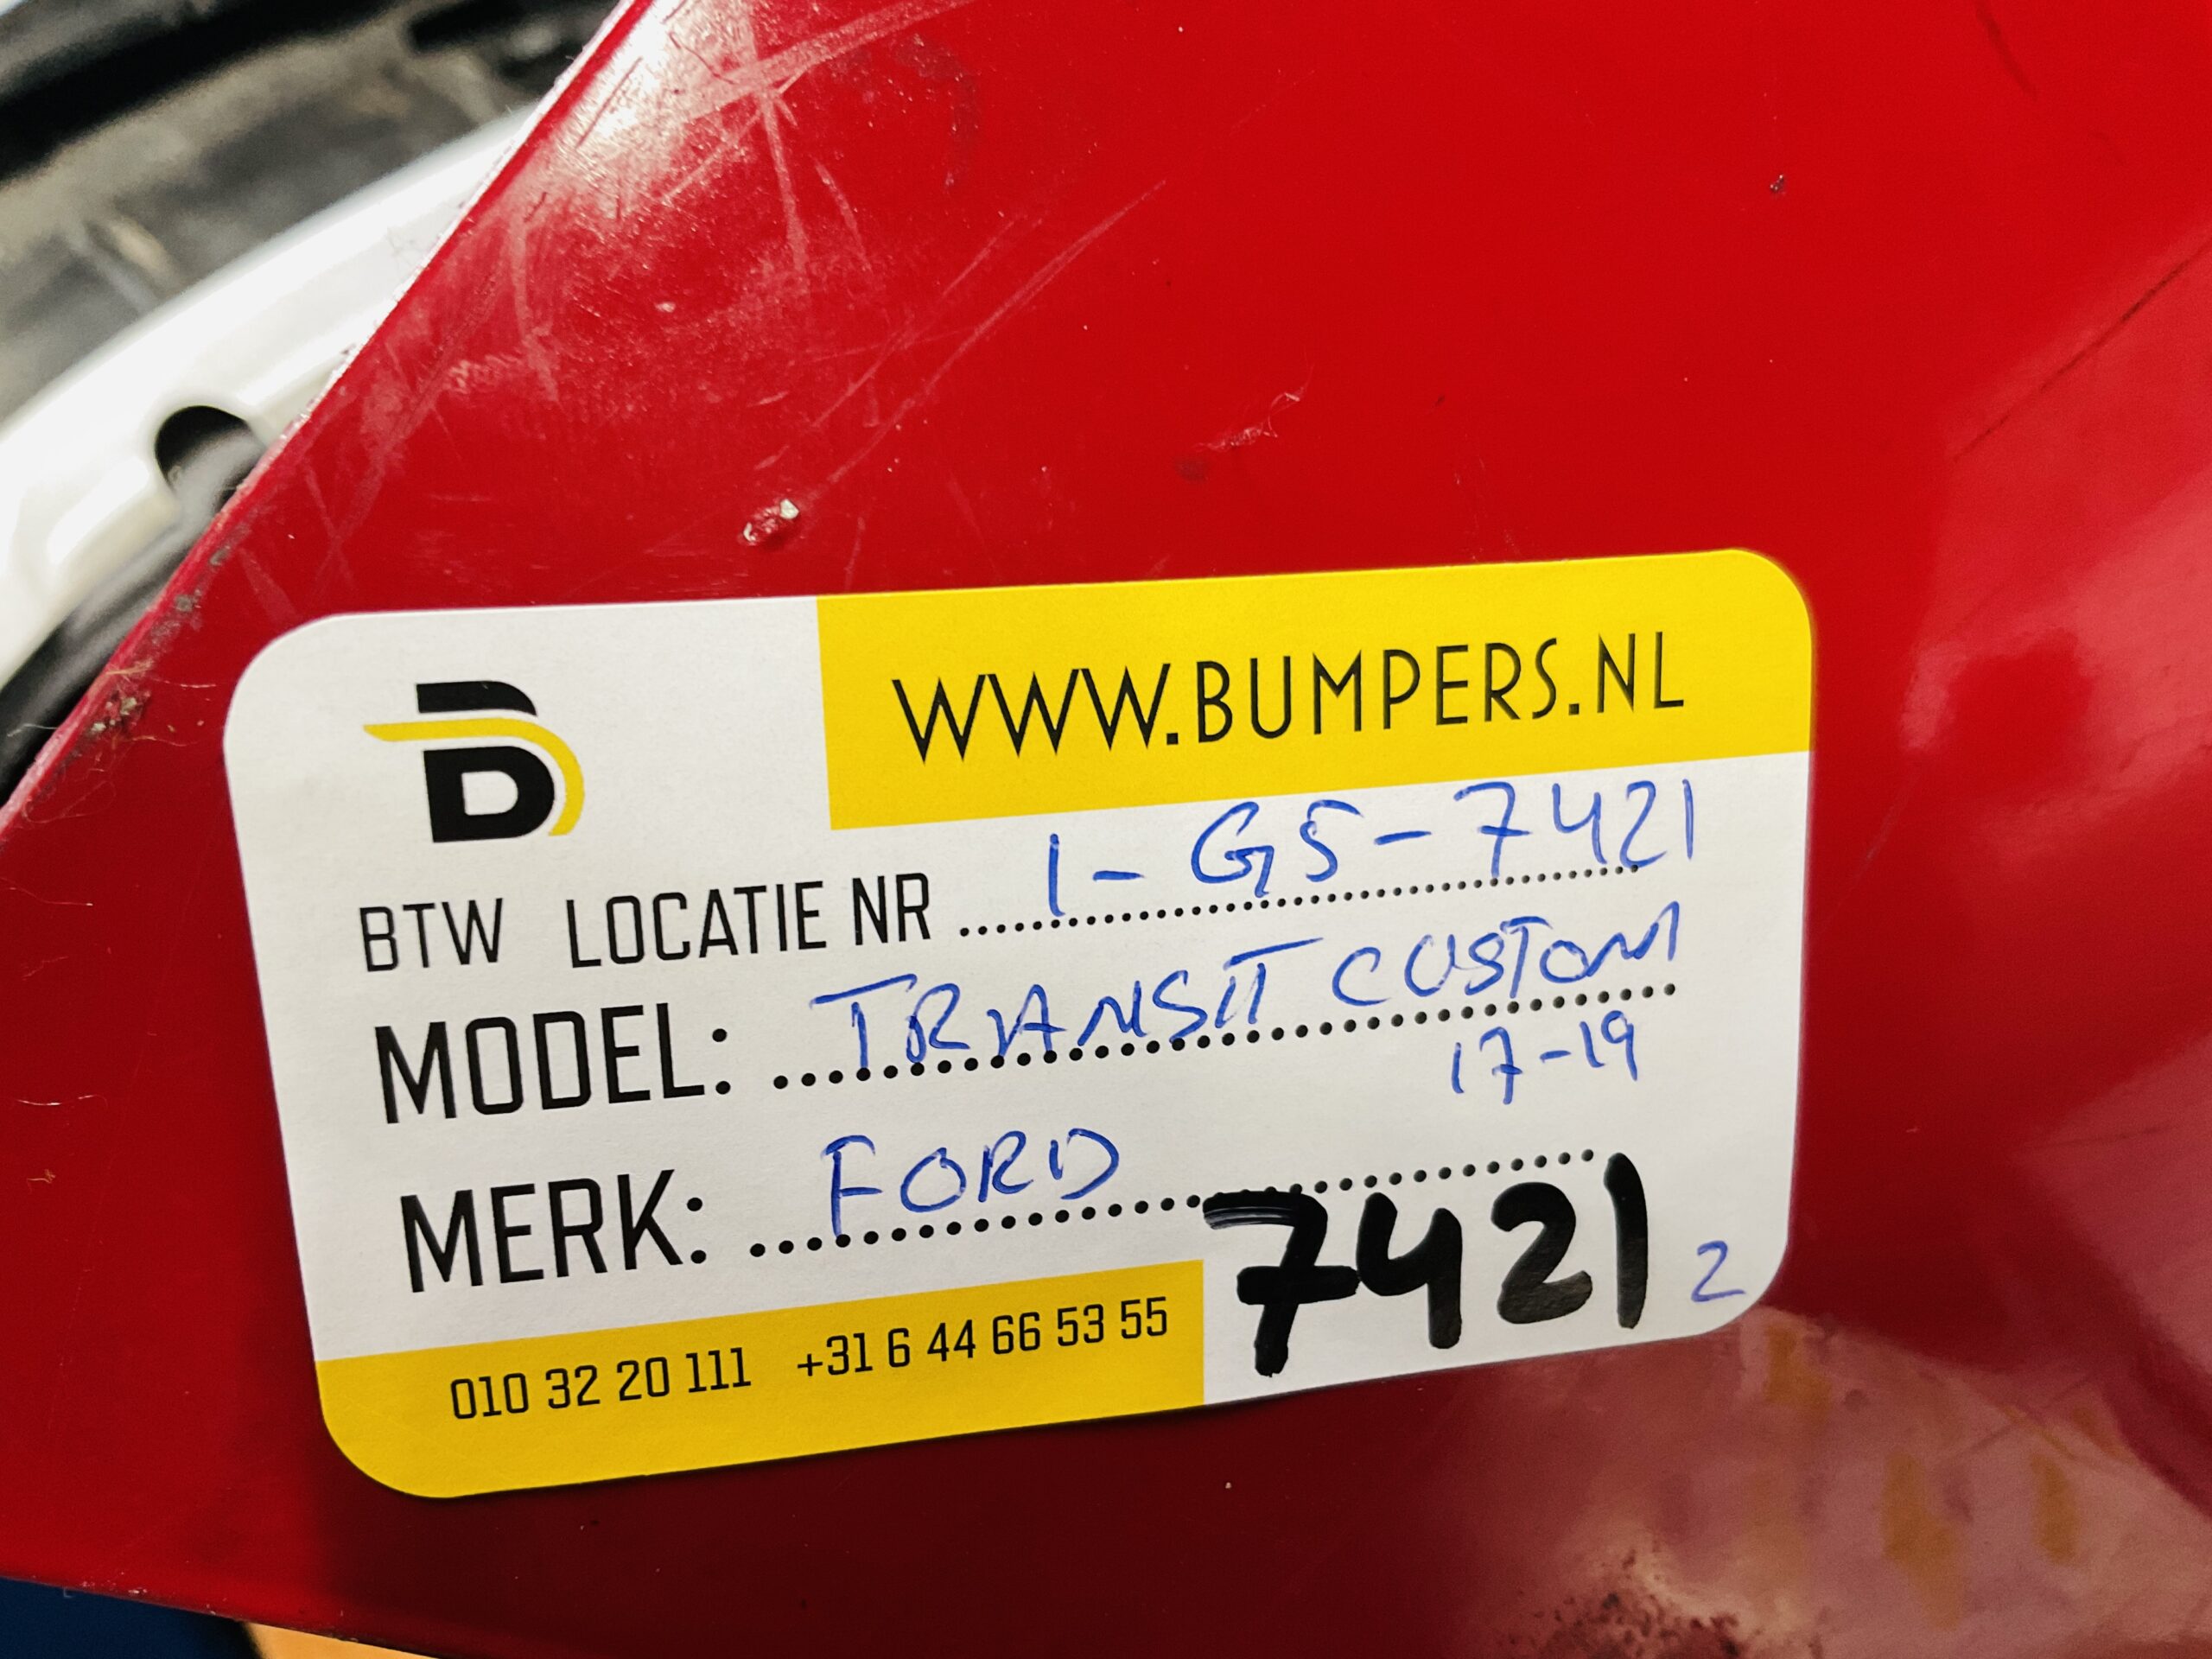 WWW.BUMPERS.NL
BTW LOCATIE NR 1-G5-7421
MODEL: TRANSIT CUSTOM
17-19
MERK: FORD
7421 2
010 32 20 111 +31 6 44 66 53 55